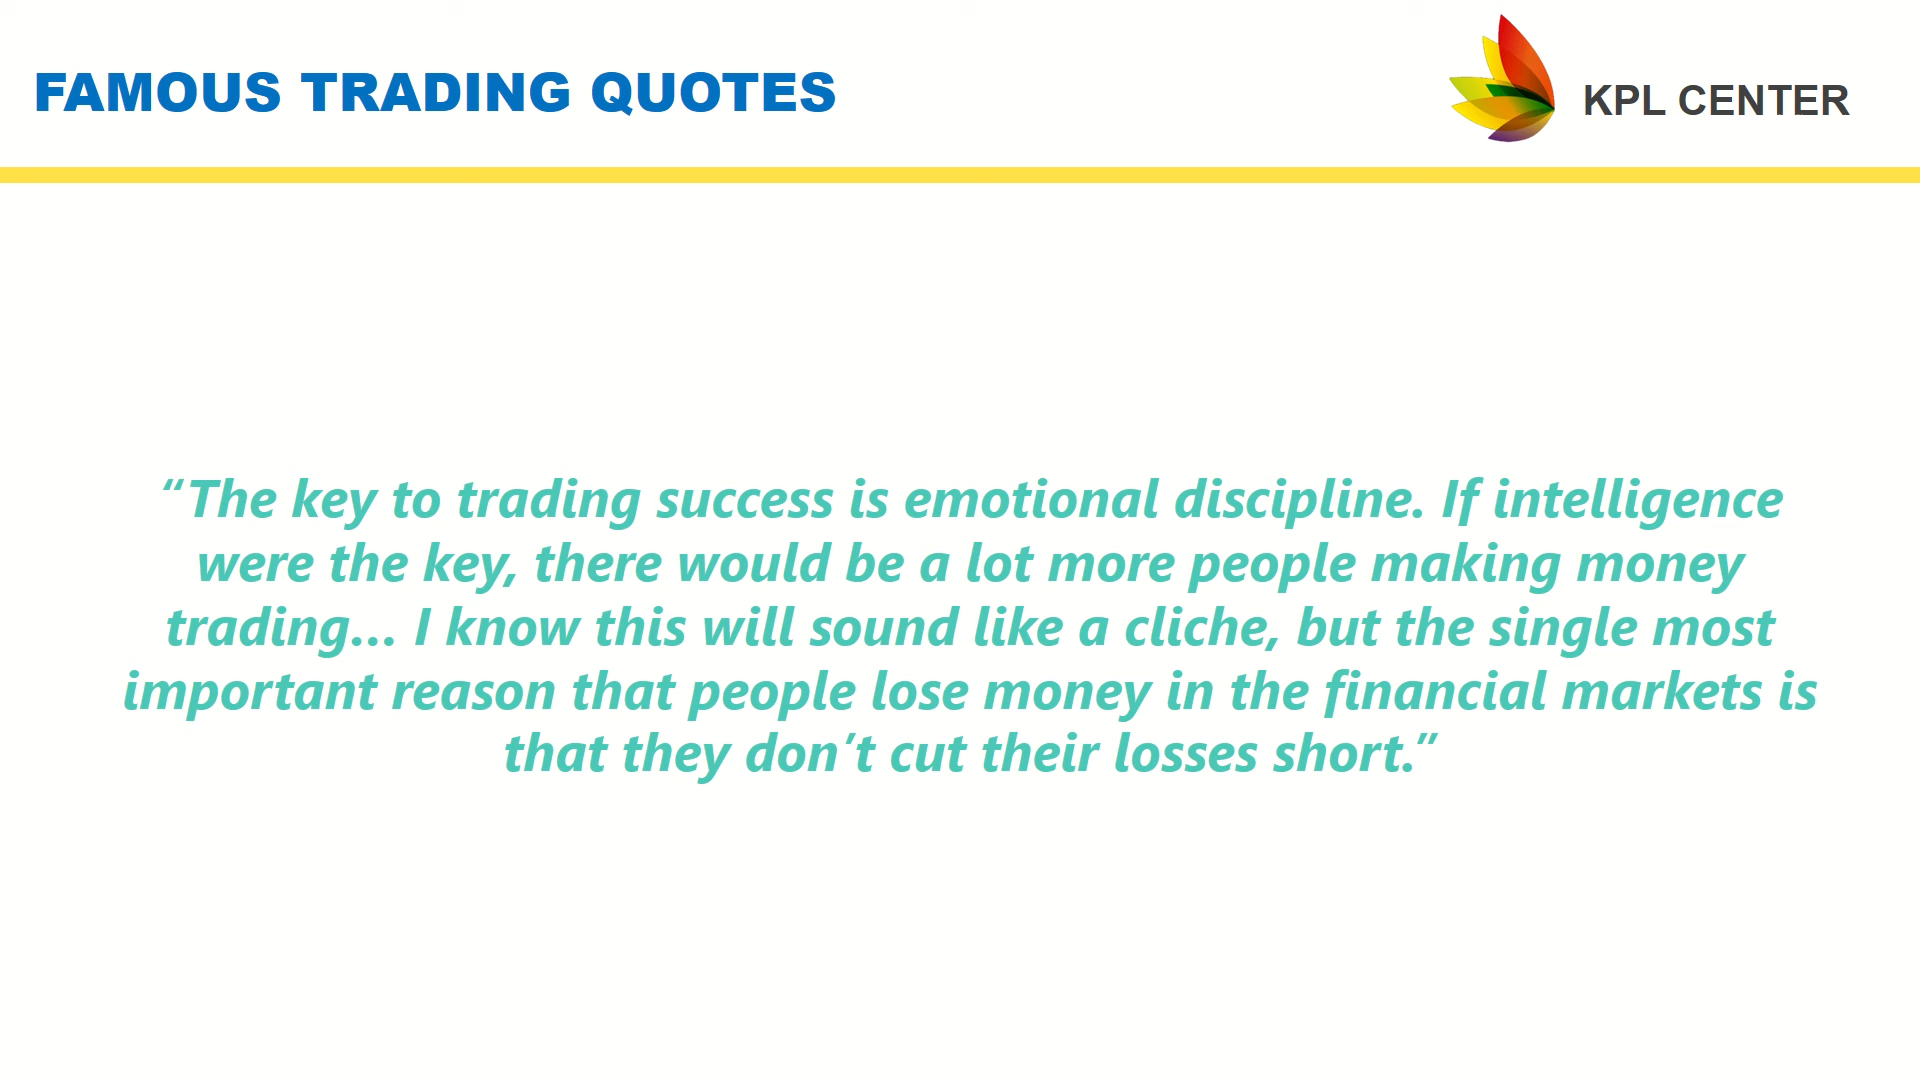 FAMOUS TRADING QUOTES
KPL CENTER
“The key to trading success is emotional discipline. If intelligence
were the key, there would be a lot more people making money
trading… I know this will sound like a cliche, but the single most
important reason that people lose money in the financial markets is
that they don’t cut their losses short.”